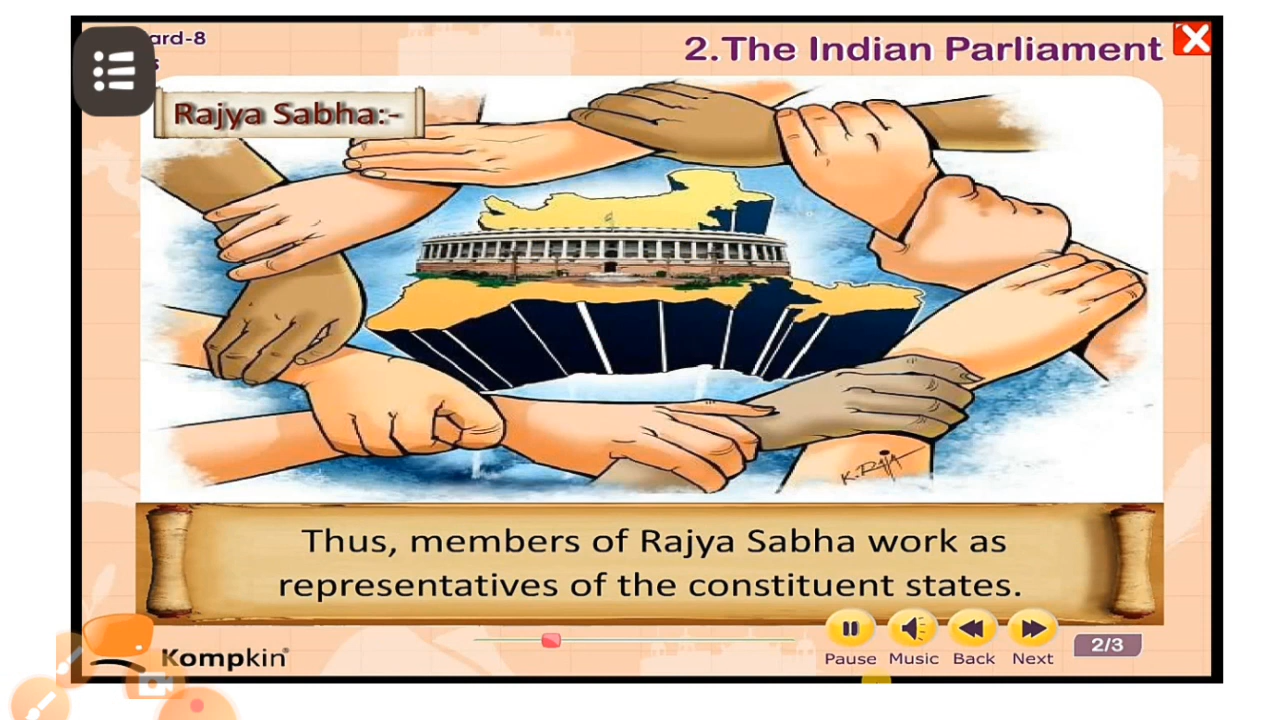 ard-8
s
2.The Indian Parliament
Rajya Sabha:-
K. Raja
Thus, members of Rajya Sabha work as
representatives of the constituent states.
Kompkin
Pause Music Back Next
2/3